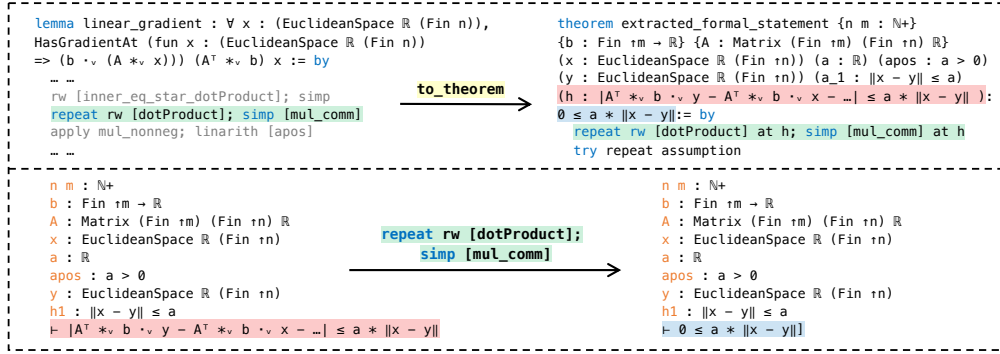 lemma linear_gradient : ∀ x : (EuclideanSpace ℝ (Fin n)),
HasGradientAt (fun x : (EuclideanSpace ℝ (Fin n))
=> (b ⬝ᵥ (A *ᵥ x))) (Aᵀ *ᵥ b) x := by
… …
rw [inner_eq_star_dotProduct]; simp
repeat rw [dotProduct]; simp [mul_comm]
apply mul_nonneg; linarith [apos]
… …
to_theorem
theorem extracted_formal_statement {n m : ℕ+}
{b : Fin ↑m → ℝ} {A : Matrix (Fin ↑m) (Fin ↑n) ℝ}
(x : EuclideanSpace ℝ (Fin ↑n)) (a : ℝ) (apos : a > 0)
(y : EuclideanSpace ℝ (Fin ↑n)) (a_1 : ‖x − y‖ ≤ a)
(h : |Aᵀ *ᵥ b ⬝ᵥ y − Aᵀ *ᵥ b ⬝ᵥ x − …| ≤ a * ‖x − y‖ ):
0 ≤ a * ‖x − y‖:= by
repeat rw [dotProduct] at h; simp [mul_comm] at h
try repeat assumption
n m : ℕ+
b : Fin ↑m → ℝ
A : Matrix (Fin ↑m) (Fin ↑n) ℝ
x : EuclideanSpace ℝ (Fin ↑n)
a : ℝ
apos : a > 0
y : EuclideanSpace ℝ (Fin ↑n)
h1 : ‖x − y‖ ≤ a
⊢ |Aᵀ *ᵥ b ⬝ᵥ y − Aᵀ *ᵥ b ⬝ᵥ x − …| ≤ a * ‖x − y‖
repeat rw [dotProduct];
simp [mul_comm]
n m : ℕ+
b : Fin ↑m → ℝ
A : Matrix (Fin ↑m) (Fin ↑n) ℝ
x : EuclideanSpace ℝ (Fin ↑n)
a : ℝ
apos : a > 0
y : EuclideanSpace ℝ (Fin ↑n)
h1 : ‖x − y‖ ≤ a
⊢ 0 ≤ a * ‖x − y‖]